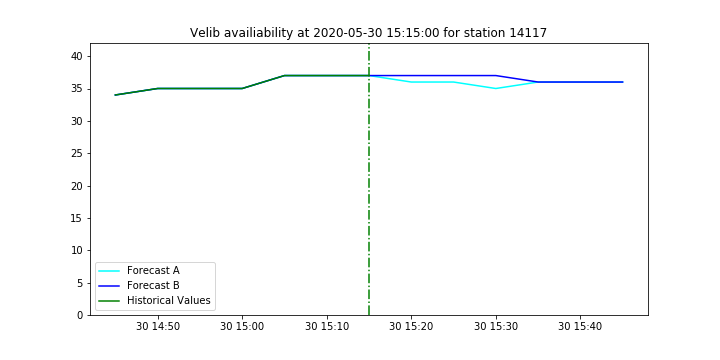 Velib availiability at 2020-05-30 15:15:00 for station 14117
40
35
30
25
20
15
10
5
0
Forecast A
Forecast B
Historical Values
30 14:50 30 15:00 30 15:10 30 15:20 30 15:30 30 15:40